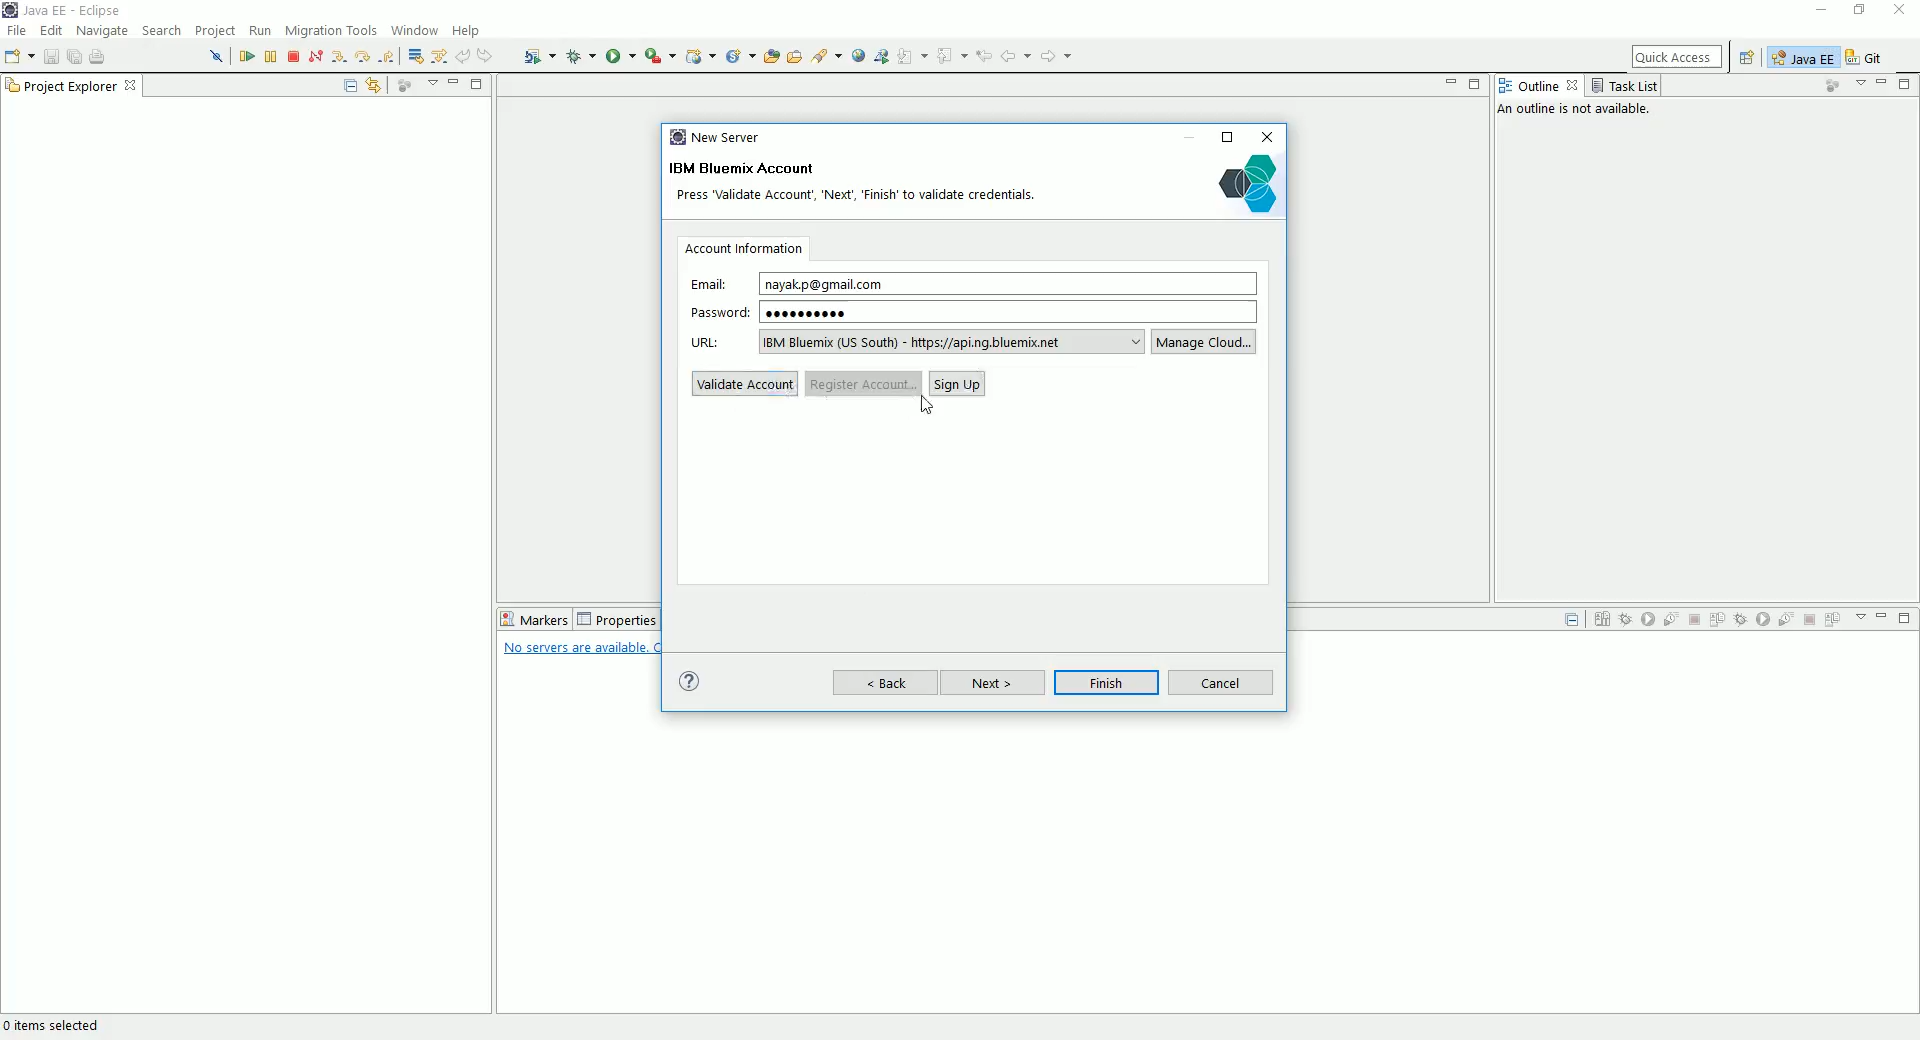 Java EE - Eclipse
File Edit Navigate Search Project Run Migration Tools Window Help
Quick Access Java EE Git
Project Explorer
Outline Task List
An outline is not available.
New Server
IBM Bluemix Account
Press 'Validate Account', 'Next', 'Finish' to validate credentials.
Account Information
Email: nayak.p@gmail.com
Password: ●●●●●●●●●●
URL: IBM Bluemix (US South) - https://api.ng.bluemix.net Manage Cloud...
Validate Account Register Account... Sign Up
Markers Properties
No servers are available.
? < Back Next > Finish Cancel
0 items selected